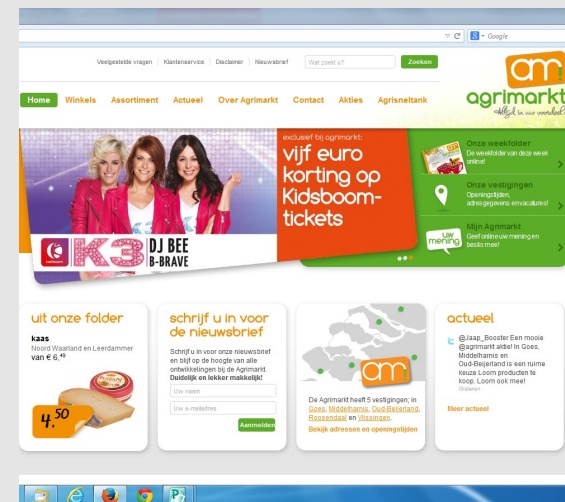 Google
Veelgestelde vragen | Klantenservice | Disclaimer | Nieuwsbrief
Wat zoekt u?
Zoeken
am!
agrimarkt
Altijd in uw voordeel!
Home Winkels Assortiment Actueel Over Agrimarkt Contact Akties Agrisneltank
exclusief bij agrimarkt:
vijf euro
korting op
Kidsboom-
tickets
K3
DJ BEE
B-BRAVE
Onze weekfolder
De weekfolder van deze week
online!
Onze vestigingen
Openingstijden,
adresgegevens en vacatures!
uw
mening
Mijn Agrimarkt
Geef online uw mening en
beslis mee!
uit onze folder
kaas
Noord Waarland en Leerdammer
van € 6,49
4.50
schrijf u in voor
de nieuwsbrief
Schrijf u in voor onze nieuwsbrief
en blijf op de hoogte van alle
ontwikkelingen bij de Agrimarkt.
Duidelijk en lekker makkelijk!
Uw naam
Uw e-mailadres
Aanmelden
am!
De Agrimarkt heeft 5 vestigingen; in
Goes, Middelharnis, Oud-Beijerland,
Roosendaal en Vlissingen.
Bekijk adressen en openingstijden
actueel
@Jaap_Booster Een mooie
@agrimarkt aktie! In Goes,
Middelharnis en
Oud-Beijerland is een ruime
keuze Loom producten te
koop. Loom ook mee!
Gisteren
Meer actueel